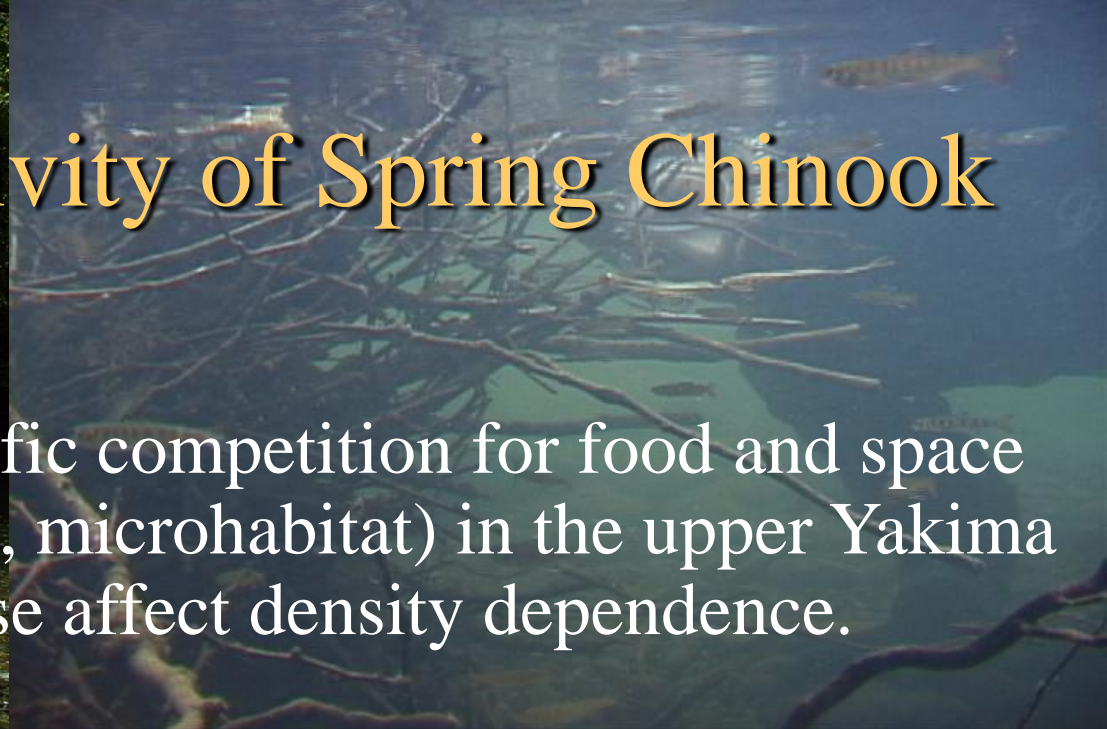 vity of Spring Chinook
fic competition for food and space
, microhabitat) in the upper Yakima
se affect density dependence.